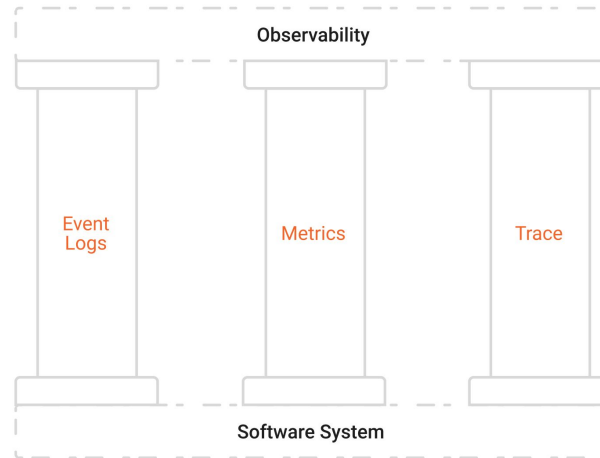 Observability
Event
Logs
Metrics
Trace
Software System